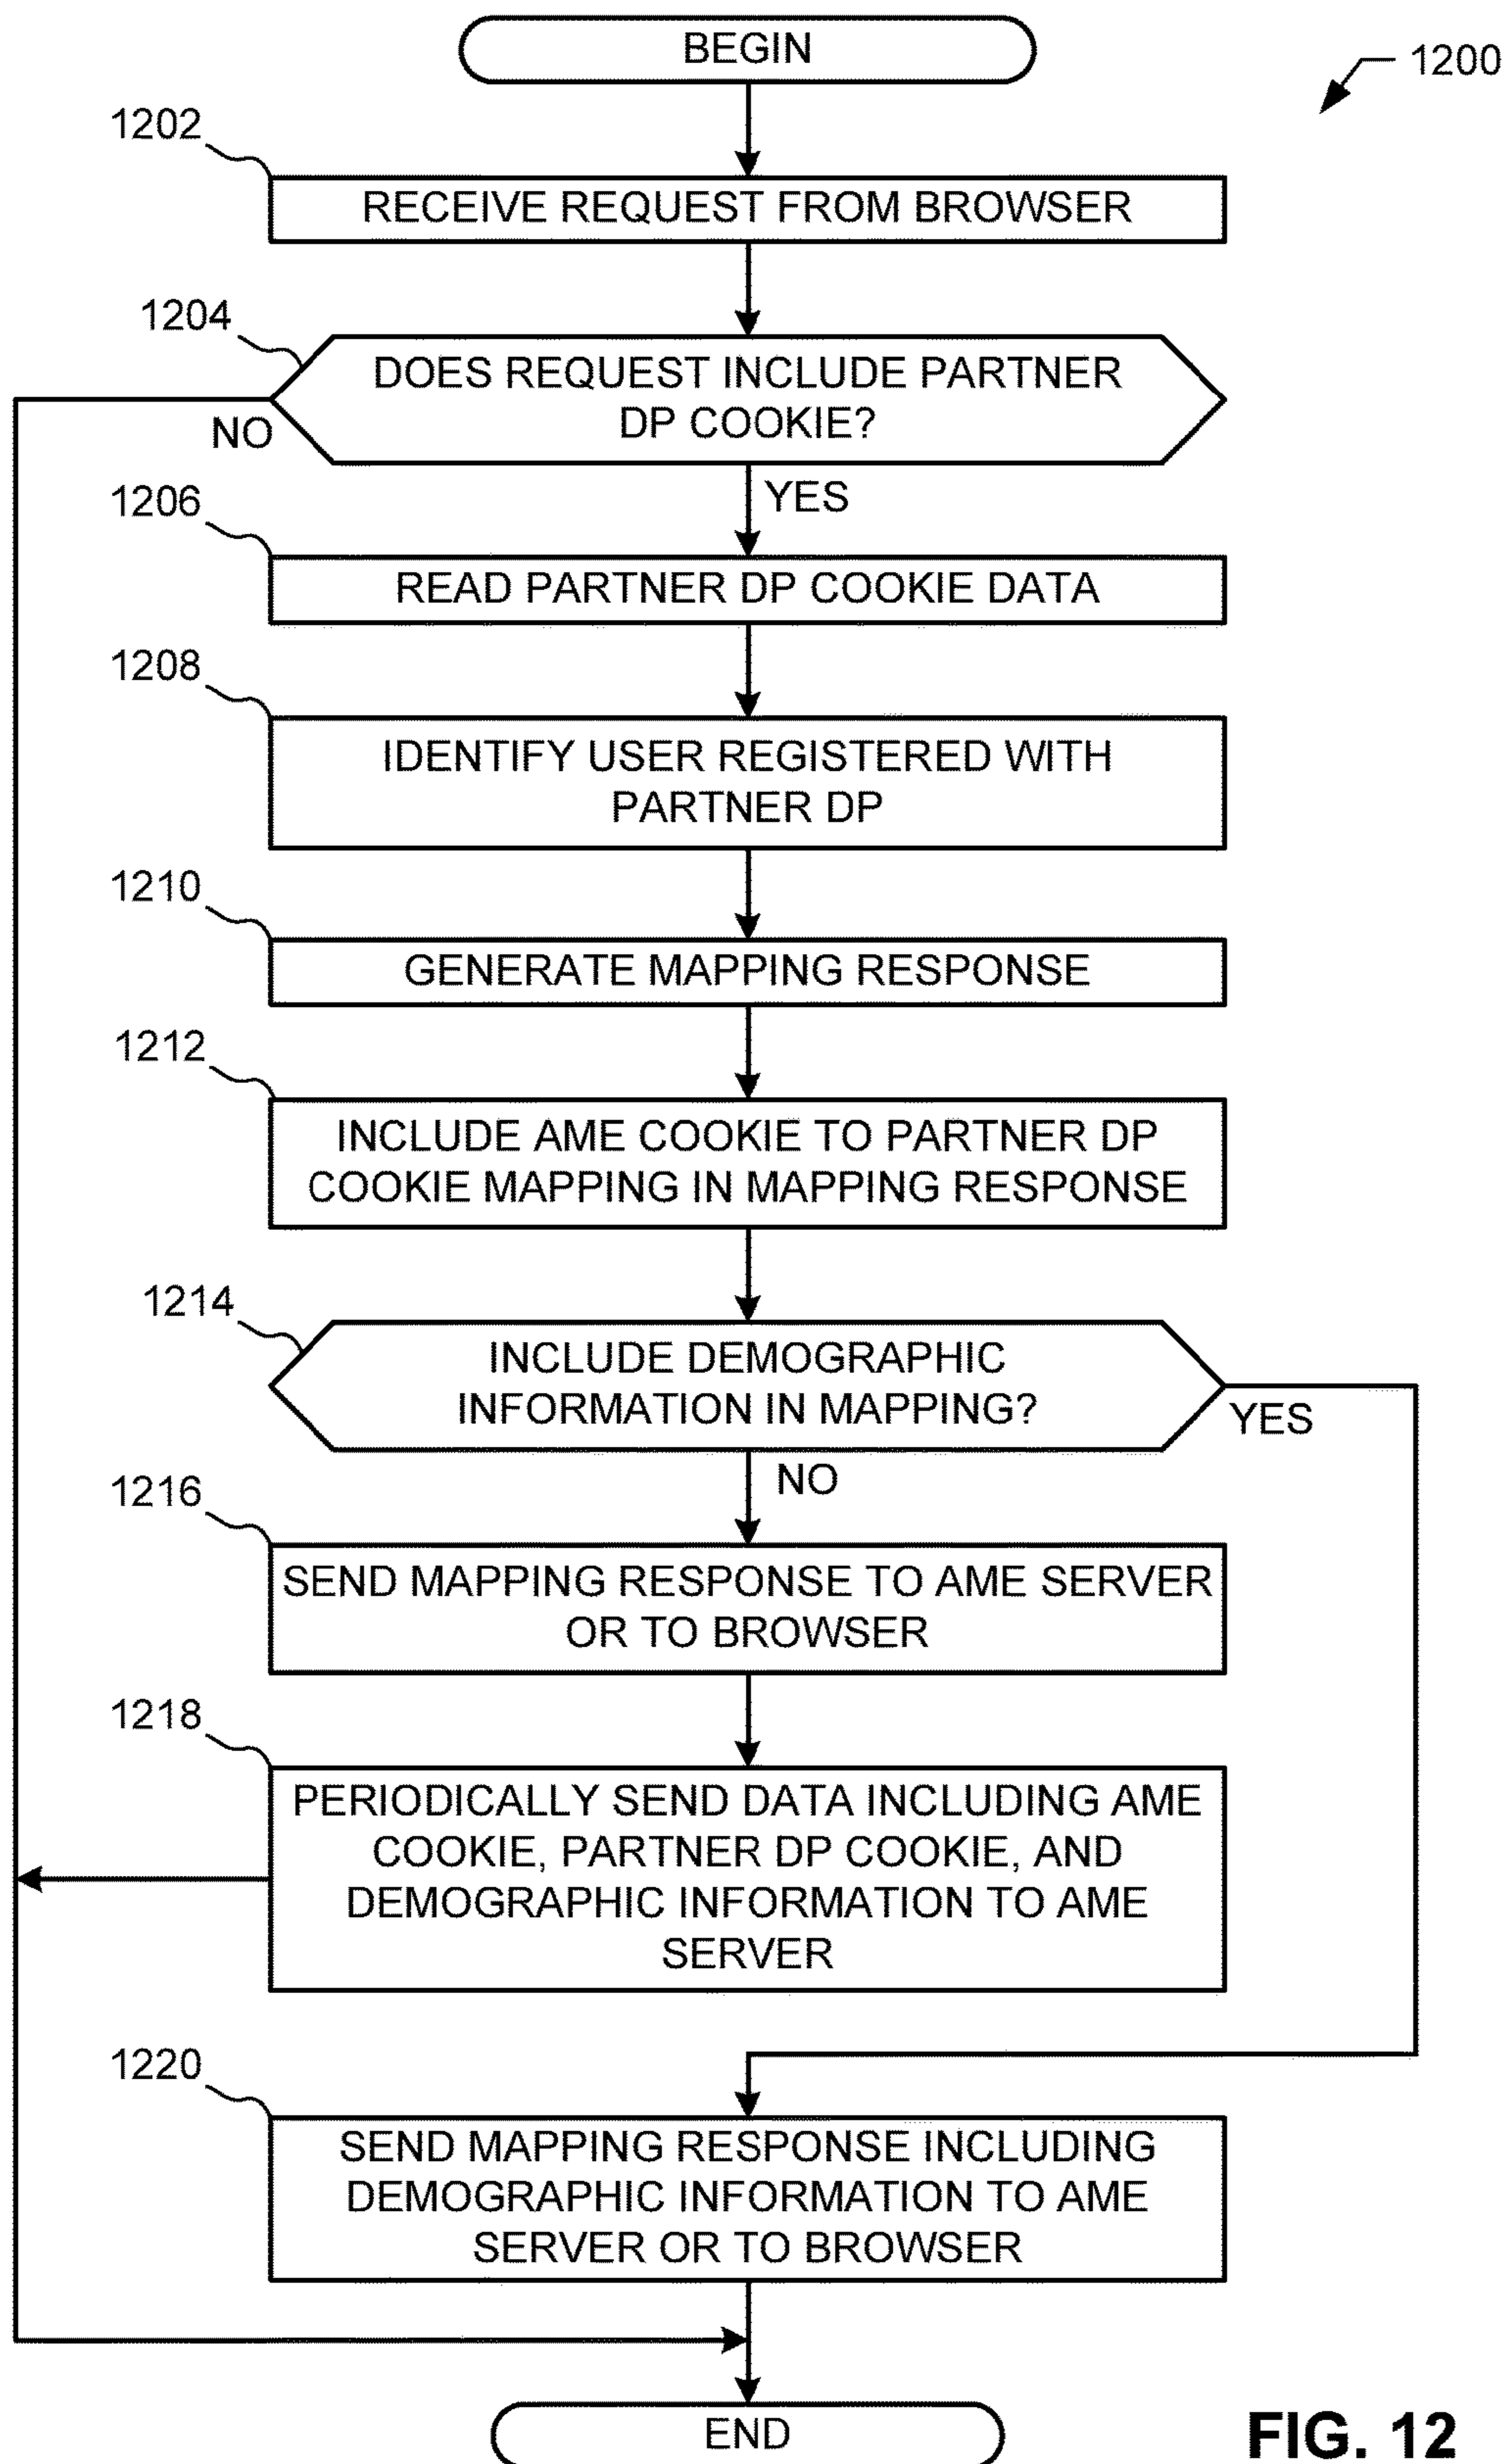 BEGIN
1200
1202
RECEIVE REQUEST FROM BROWSER
1204
DOES REQUEST INCLUDE PARTNER
DP COOKIE?
NO
YES
1206
READ PARTNER DP COOKIE DATA
1208
IDENTIFY USER REGISTERED WITH
PARTNER DP
1210
GENERATE MAPPING RESPONSE
1212
INCLUDE AME COOKIE TO PARTNER DP
COOKIE MAPPING IN MAPPING RESPONSE
1214
INCLUDE DEMOGRAPHIC
INFORMATION IN MAPPING?
YES
NO
1216
SEND MAPPING RESPONSE TO AME SERVER
OR TO BROWSER
1218
PERIODICALLY SEND DATA INCLUDING AME
COOKIE, PARTNER DP COOKIE, AND
DEMOGRAPHIC INFORMATION TO AME
SERVER
1220
SEND MAPPING RESPONSE INCLUDING
DEMOGRAPHIC INFORMATION TO AME
SERVER OR TO BROWSER
END
FIG. 12